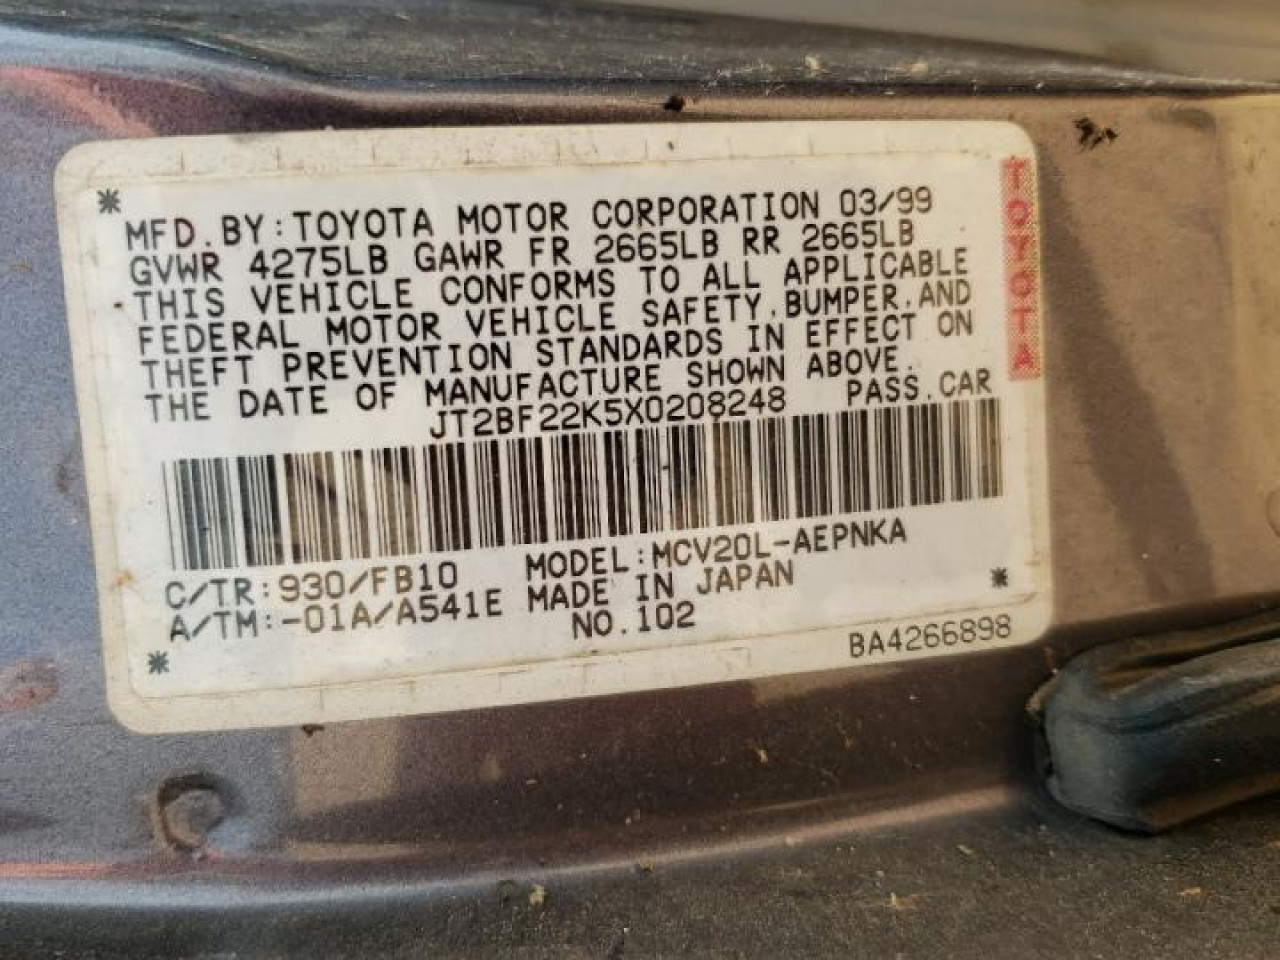 MFD. BY: TOYOTA MOTOR CORPORATION 03/99
GVWR 4275LB GAWR FR 2665LB RR 2665LB
THIS VEHICLE CONFORMS TO ALL APPLICABLE
FEDERAL MOTOR VEHICLE SAFETY, BUMPER, AND
THEFT PREVENTION STANDARDS IN EFFECT ON
THE DATE OF MANUFACTURE SHOWN ABOVE.
JT2BF22K5X0208248 PASS. CAR
C/TR: 930/FB10 MODEL: MCV20L-AEPNKA
A/TM: -01A/A541E MADE IN JAPAN
NO. 102
BA4266898
TOYOTA